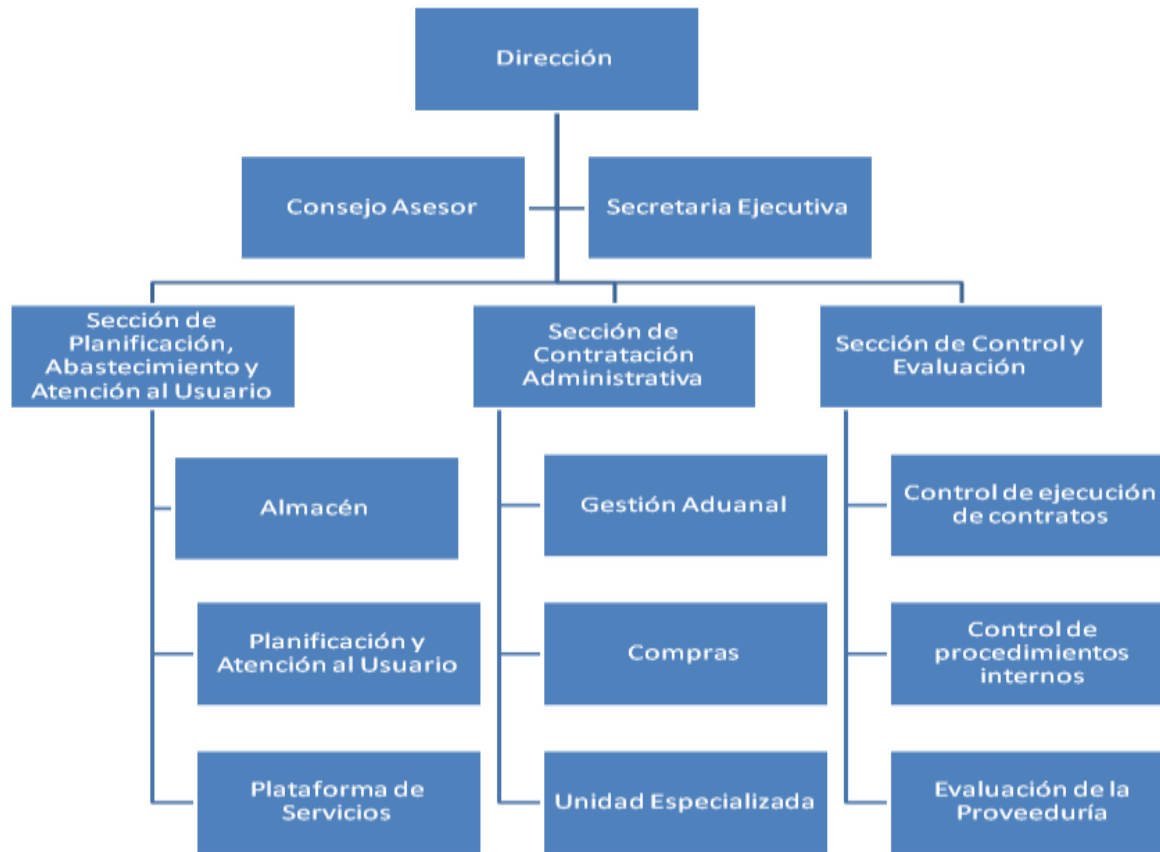 Dirección
Consejo Asesor
Secretaria Ejecutiva
Sección de
Planificación,
Abastecimiento y
Atención al Usuario
Sección de
Contratación
Administrativa
Sección de Control y
Evaluación
Almacén
Gestión Aduanal
Control de ejecución
de contratos
Planificación y
Atención al Usuario
Compras
Control de
procedimientos
internos
Plataforma de
Servicios
Unidad Especializada
Evaluación de la
Proveeduría